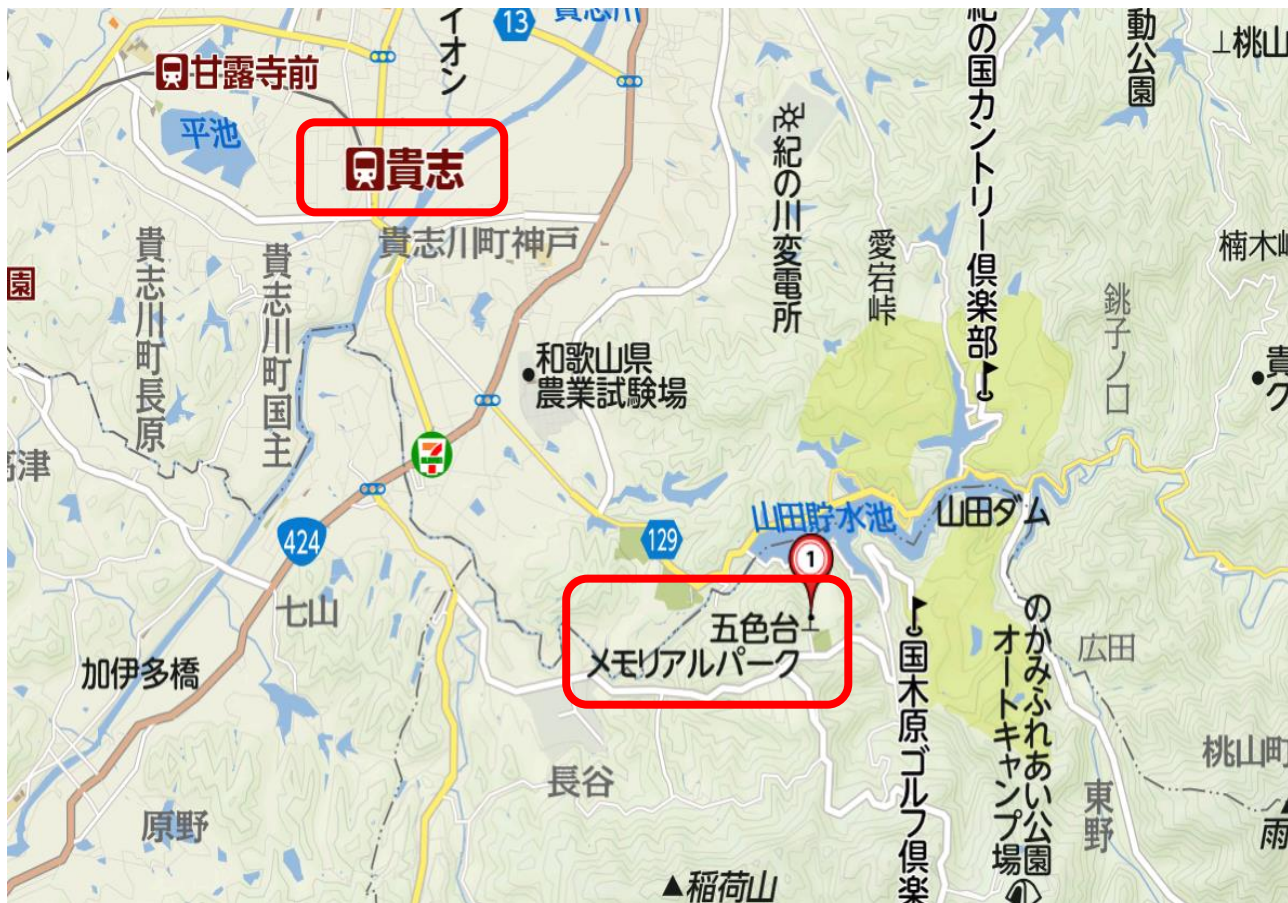 貴志川
13
イオン
甘露寺前
平池
貴志
貴志川町神戸
貴志川町長原
貴志川町国主
園
紀の国カントリー倶楽部
動公園
桃山
紀の川変電所
愛宕峠
楠木峠
銚子ノ口
貴
ク
和歌山県
農業試験場
高津
424
129
山田貯水池
山田ダム
1
五色台
メモリアルパーク
七山
加伊多橋
国木原ゴルフ倶楽
のかみふれあい公園
オートキャンプ場
広田
桃山町
東野
雨
長谷
原野
稲荷山